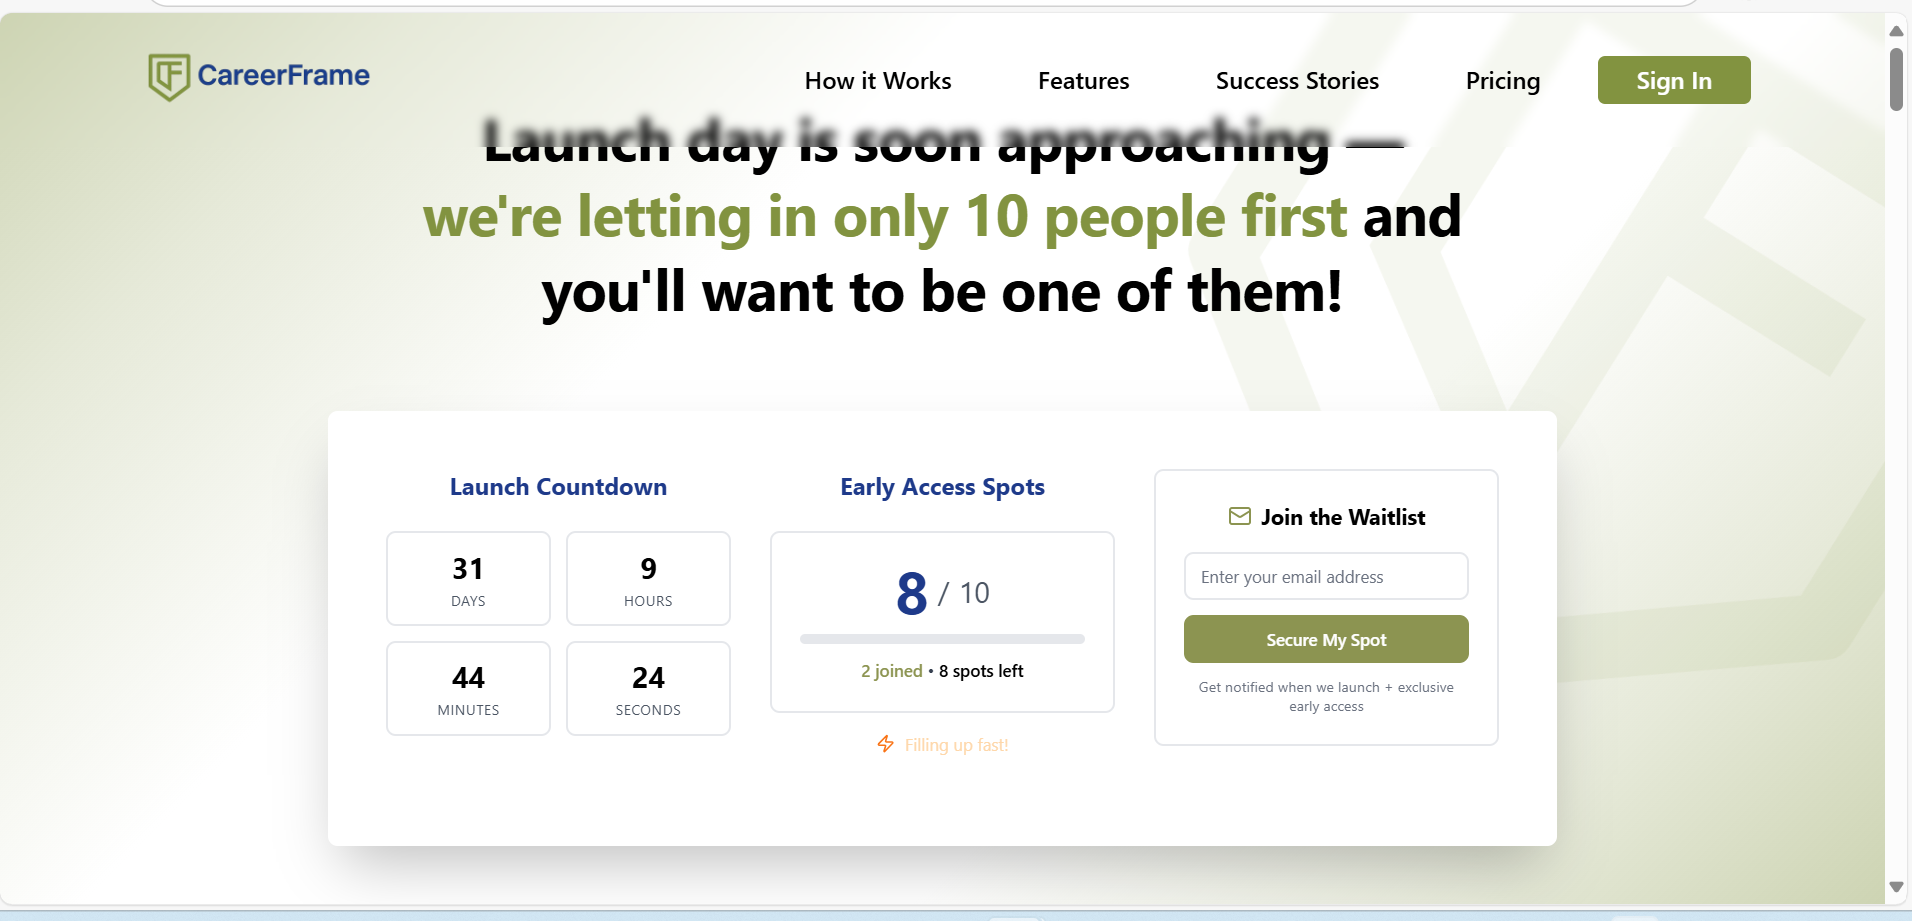 CareerFrame
How it Works
Features
Success Stories
Pricing
Sign In
Launch day is soon approaching —
we're letting in only 10 people first and
you'll want to be one of them!
Launch Countdown
31
DAYS
9
HOURS
44
MINUTES
24
SECONDS
Early Access Spots
8 / 10
2 joined • 8 spots left
Filling up fast!
Join the Waitlist
Enter your email address
Secure My Spot
Get notified when we launch + exclusive
early access